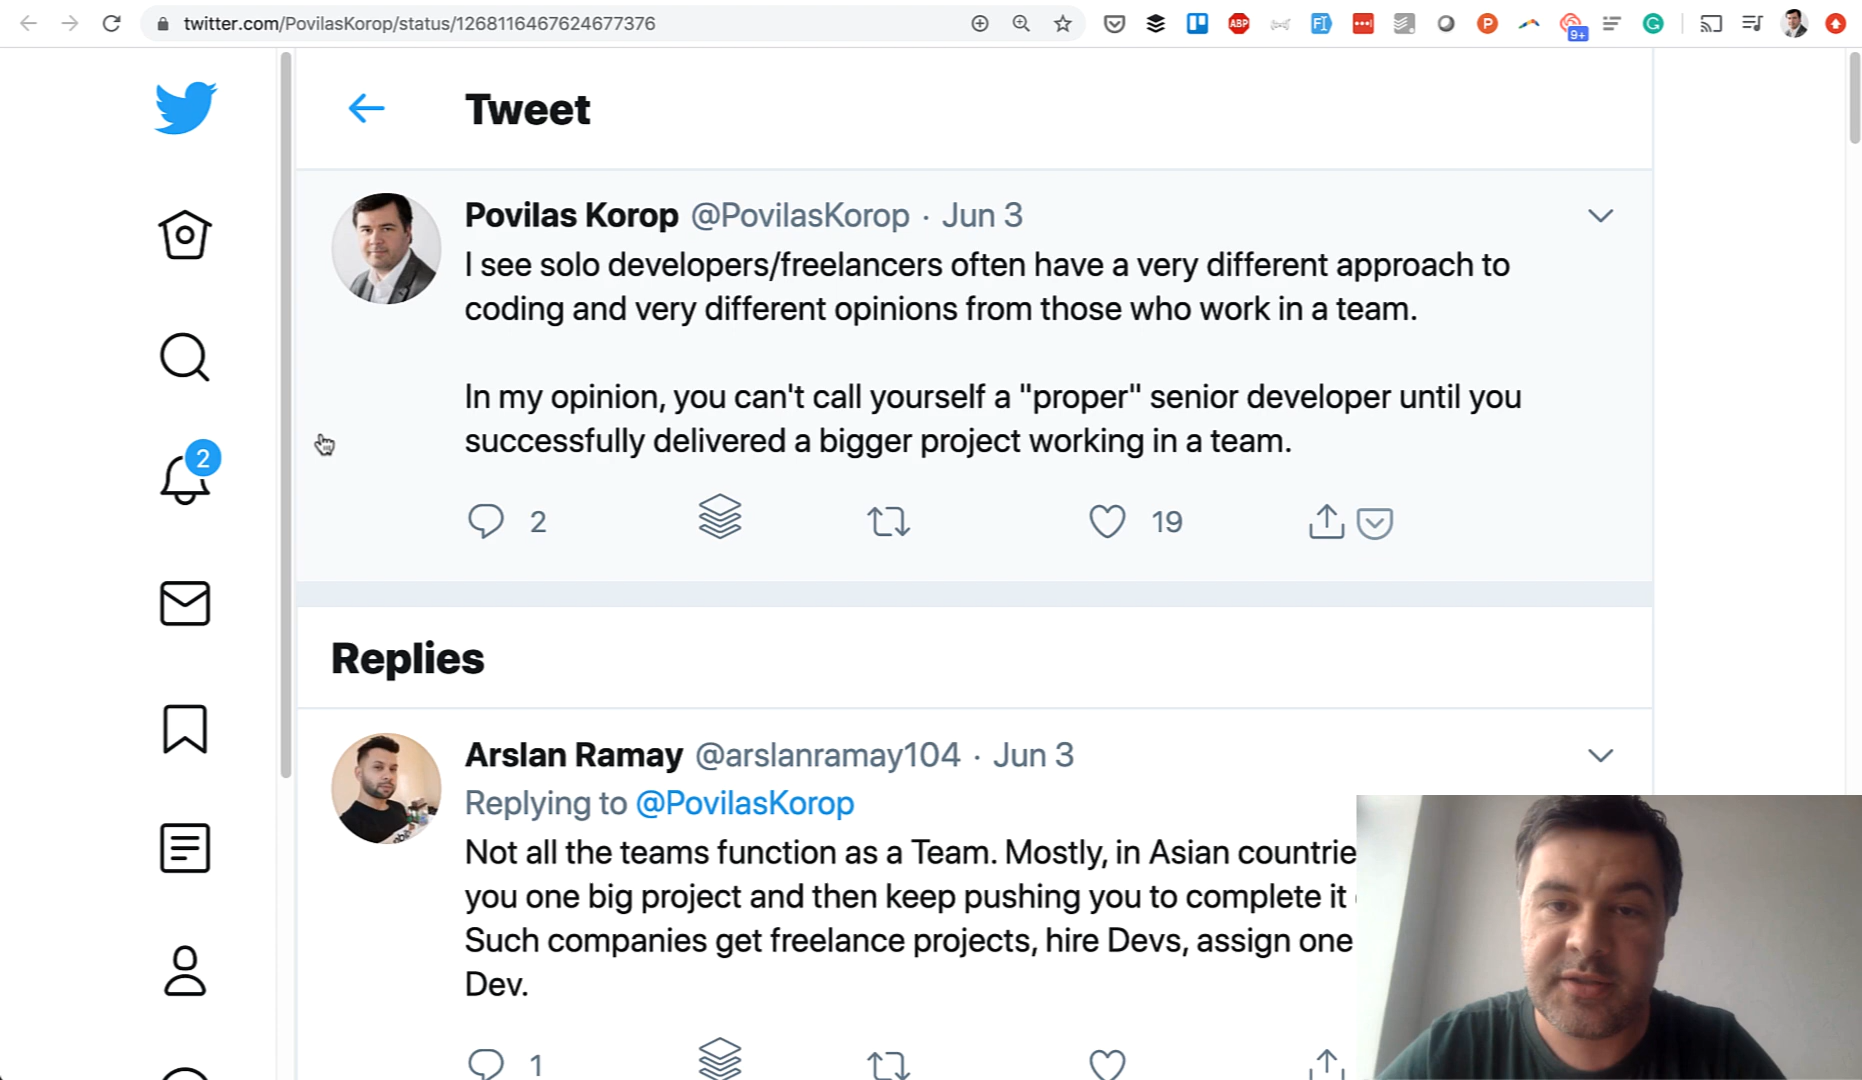 twitter.com/PovilasKorop/status/1268116467624677376
ABP
9+
Tweet
Povilas Korop @PovilasKorop · Jun 3
I see solo developers/freelancers often have a very different approach to
coding and very different opinions from those who work in a team.
In my opinion, you can't call yourself a "proper" senior developer until you
successfully delivered a bigger project working in a team.
2
2
19
Replies
Arslan Ramay @arslanramay104 · Jun 3
Replying to @PovilasKorop
Not all the teams function as a Team. Mostly, in Asian countrie
you one big project and then keep pushing you to complete it
Such companies get freelance projects, hire Devs, assign one
Dev.
1